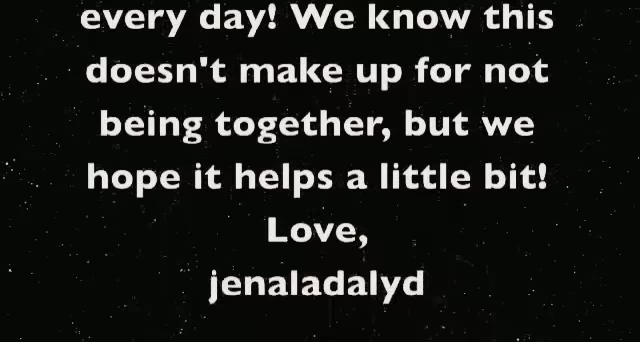 every day! We know this
doesn't make up for not
being together, but we
hope it helps a little bit!
Love,
jenaladalyd